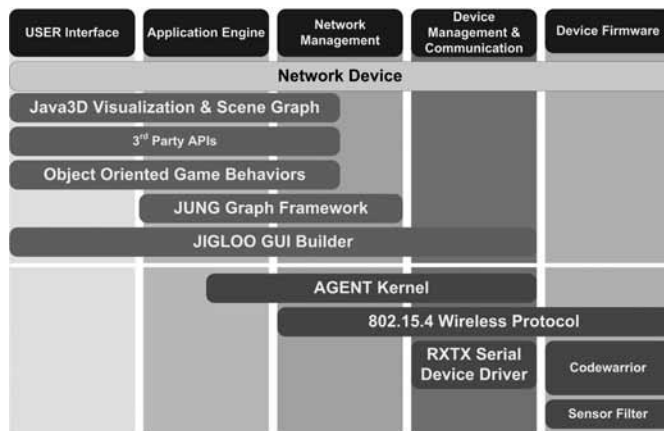 USER Interface
Application Engine
Network
Management
Device
Management &
Communication
Device Firmware
Network Device
Java3D Visualization & Scene Graph
3rd Party APIs
Object Oriented Game Behaviors
JUNG Graph Framework
JIGLOO GUI Builder
AGENT Kernel
802.15.4 Wireless Protocol
RXTX Serial
Device Driver
Codewarrior
Sensor Filter